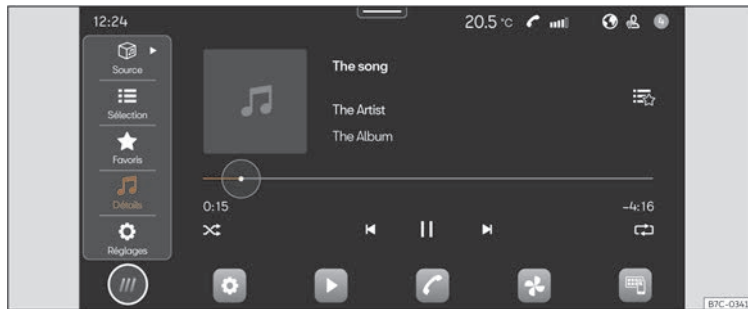 12:24
20.5 °C
4
Source
Sélection
Favoris
Détails
Réglages
The song
The Artist
The Album
0:15
-4:16
B7C-0341